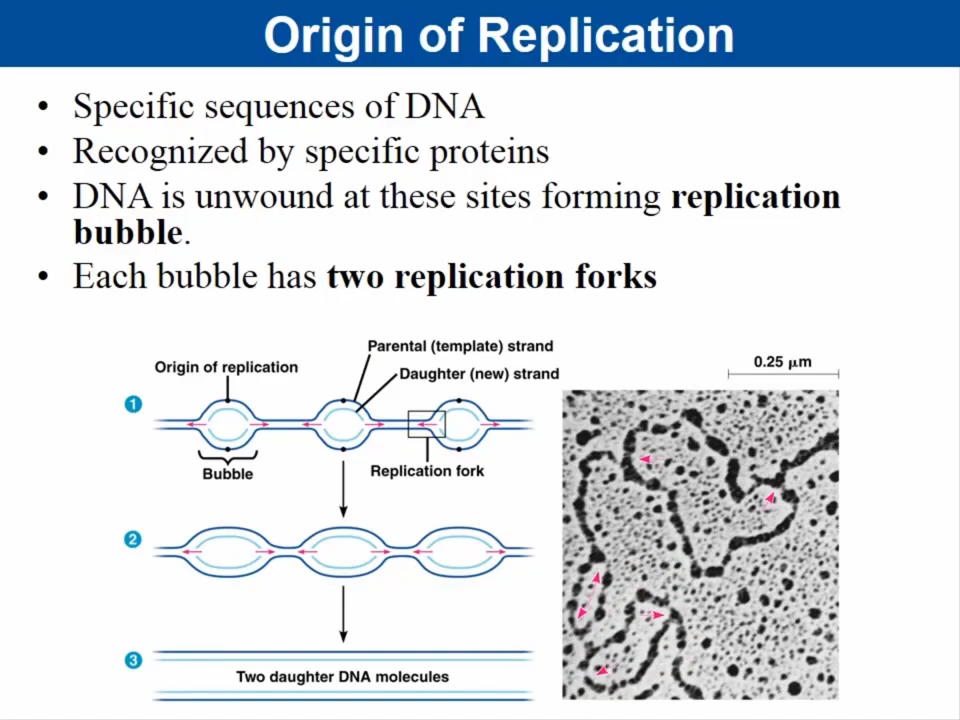 Origin of Replication
• Specific sequences of DNA
• Recognized by specific proteins
• DNA is unwound at these sites forming replication
bubble.
• Each bubble has two replication forks
Parental (template) strand
Origin of replication
Daughter (new) strand
0.25 µm
1
Bubble
Replication fork
2
3
Two daughter DNA molecules